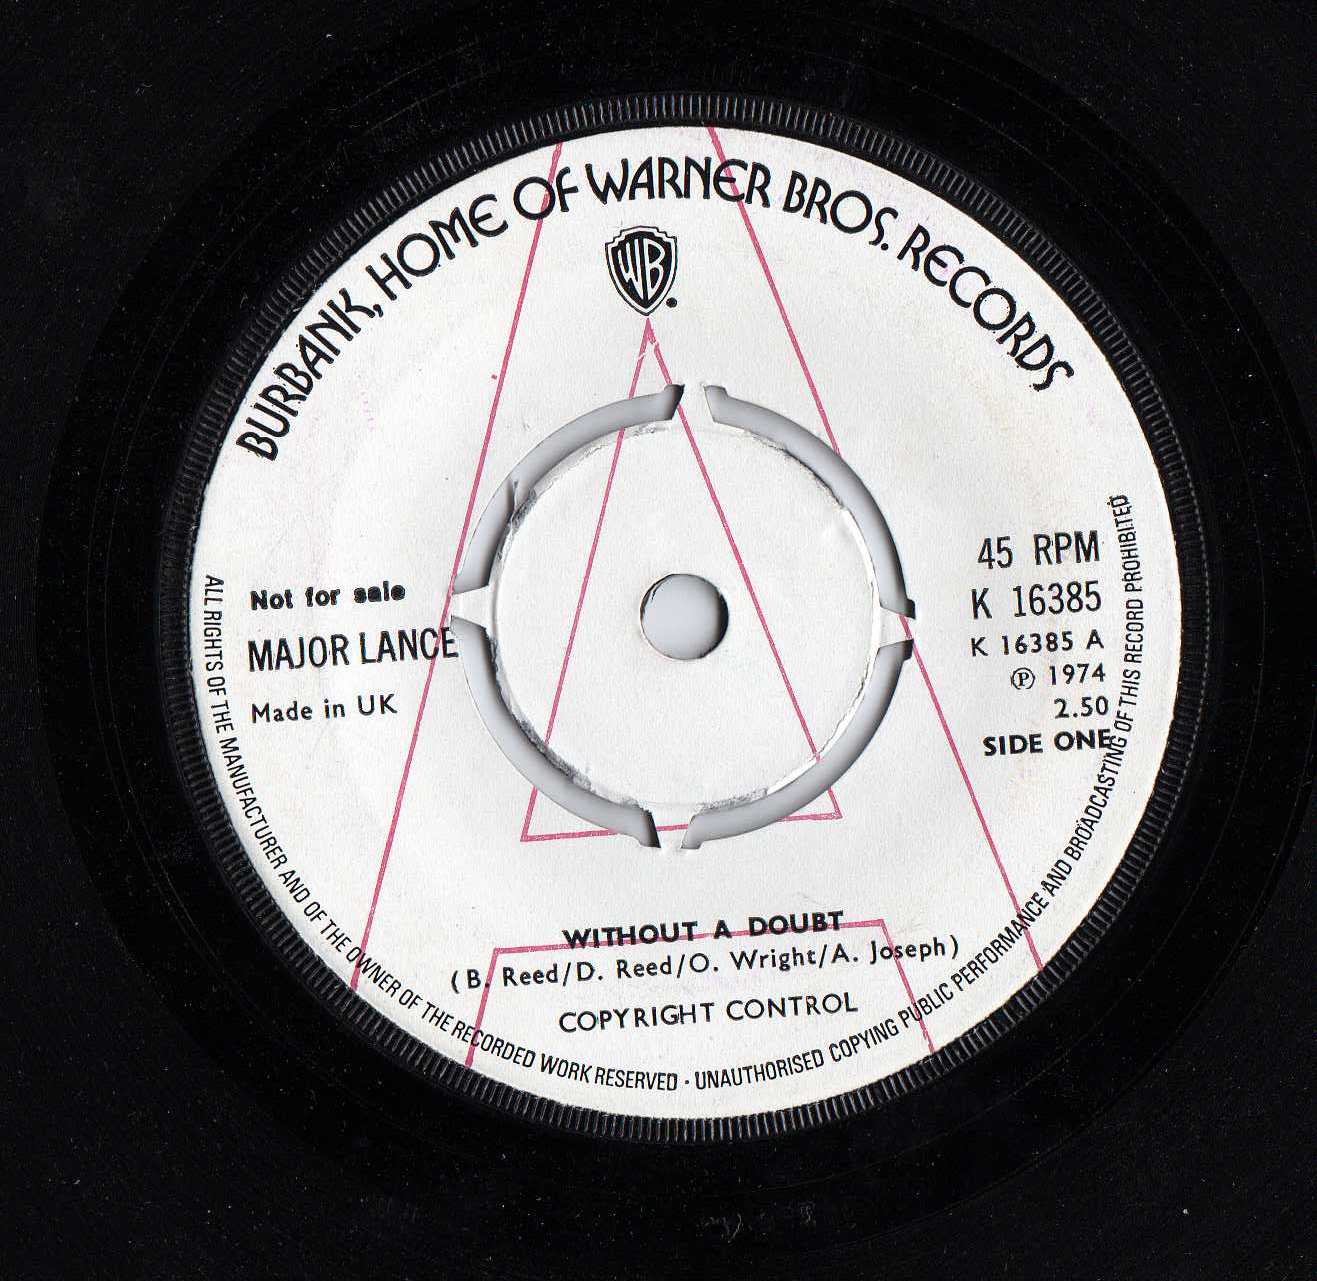 BURBANK, HOME OF WARNER BROS. RECORDS
WB ®
Not for sale
MAJOR LANCE
Made in UK
45 RPM
K 16385
K 16385 A
Ⓟ 1974
2.50
SIDE ONE
A
WITHOUT A DOUBT
(B. Reed/D. Reed/O. Wright/A. Joseph)
COPYRIGHT CONTROL
ALL RIGHTS OF THE MANUFACTURER AND OF THE OWNER OF THE RECORDED WORK RESERVED · UNAUTHORISED COPYING PUBLIC PERFORMANCE AND BROADCASTING OF THIS RECORD PROHIBITED